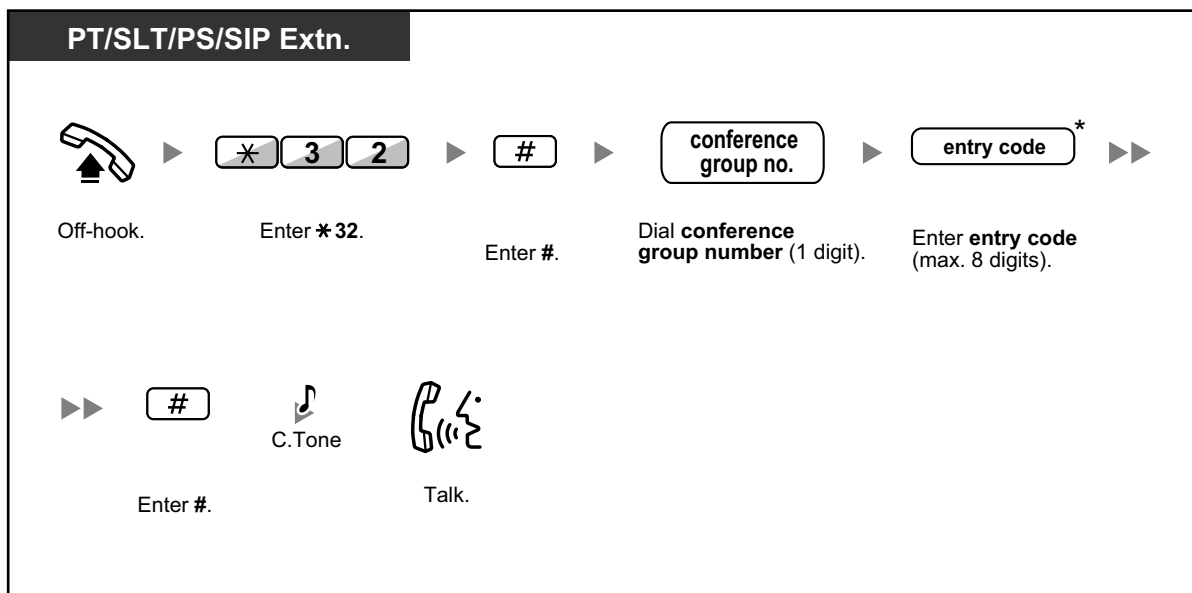 PT/SLT/PS/SIP Extn.
* 3 2
#
conference
group no.
entry code*
Off-hook.
Enter *32.
Enter #.
Dial conference
group number (1 digit).
Enter entry code
(max. 8 digits).
#
C.Tone
Enter #.
Talk.